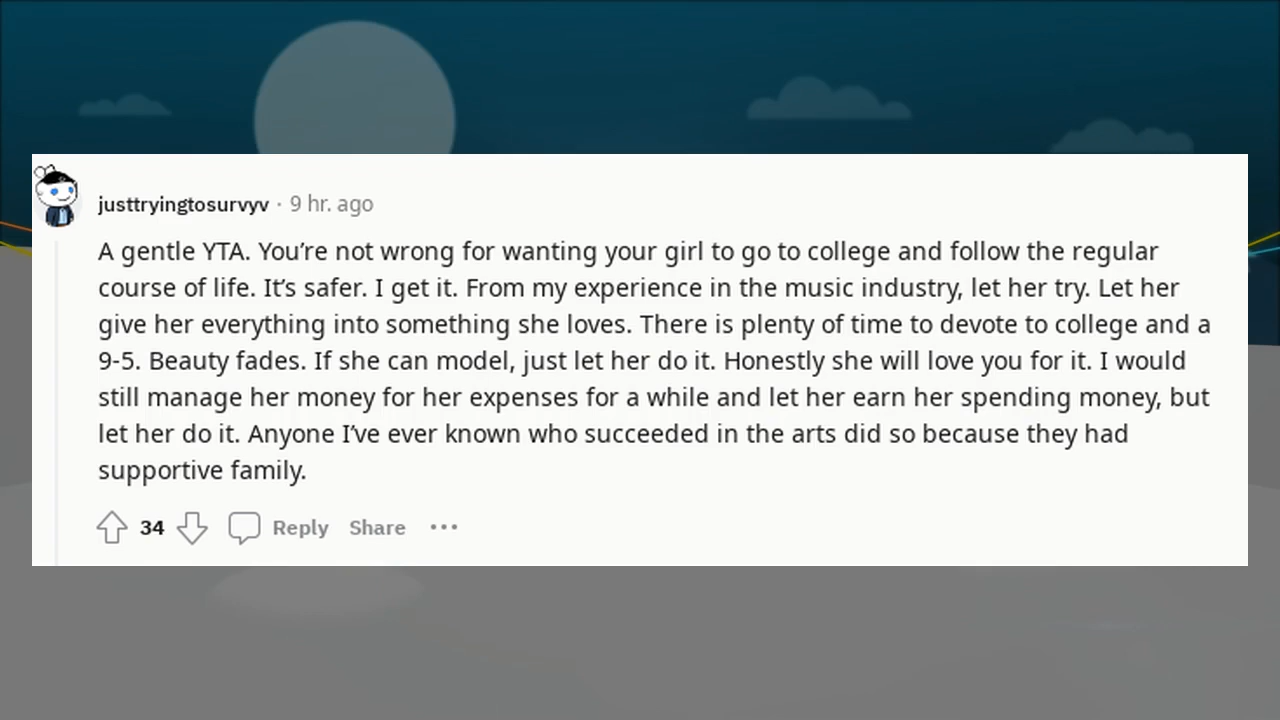 justtryingtosurvyv · 9 hr. ago
A gentle YTA. You’re not wrong for wanting your girl to go to college and follow the regular
course of life. It’s safer. I get it. From my experience in the music industry, let her try. Let her
give her everything into something she loves. There is plenty of time to devote to college and a
9-5. Beauty fades. If she can model, just let her do it. Honestly she will love you for it. I would
still manage her money for her expenses for a while and let her earn her spending money, but
let her do it. Anyone I’ve ever known who succeeded in the arts did so because they had
supportive family.
34 Reply Share •••